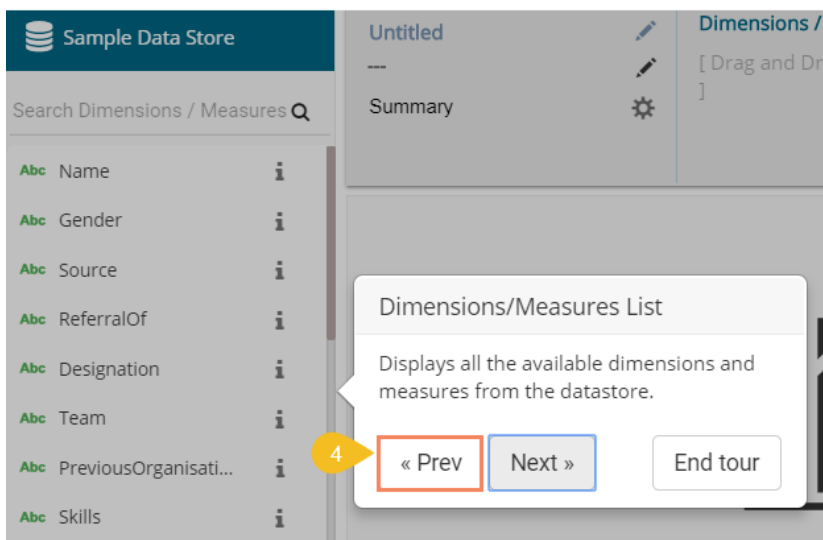 Sample Data Store
Search Dimensions / Measures
Abc Name
Abc Gender
Abc Source
Abc ReferralOf
Abc Designation
Abc Team
Abc PreviousOrganisati...
Abc Skills
Untitled
---
Summary
Dimensions /
[ Drag and Dr
]
Dimensions/Measures List
Displays all the available dimensions and
measures from the datastore.
4
« Prev Next » End tour